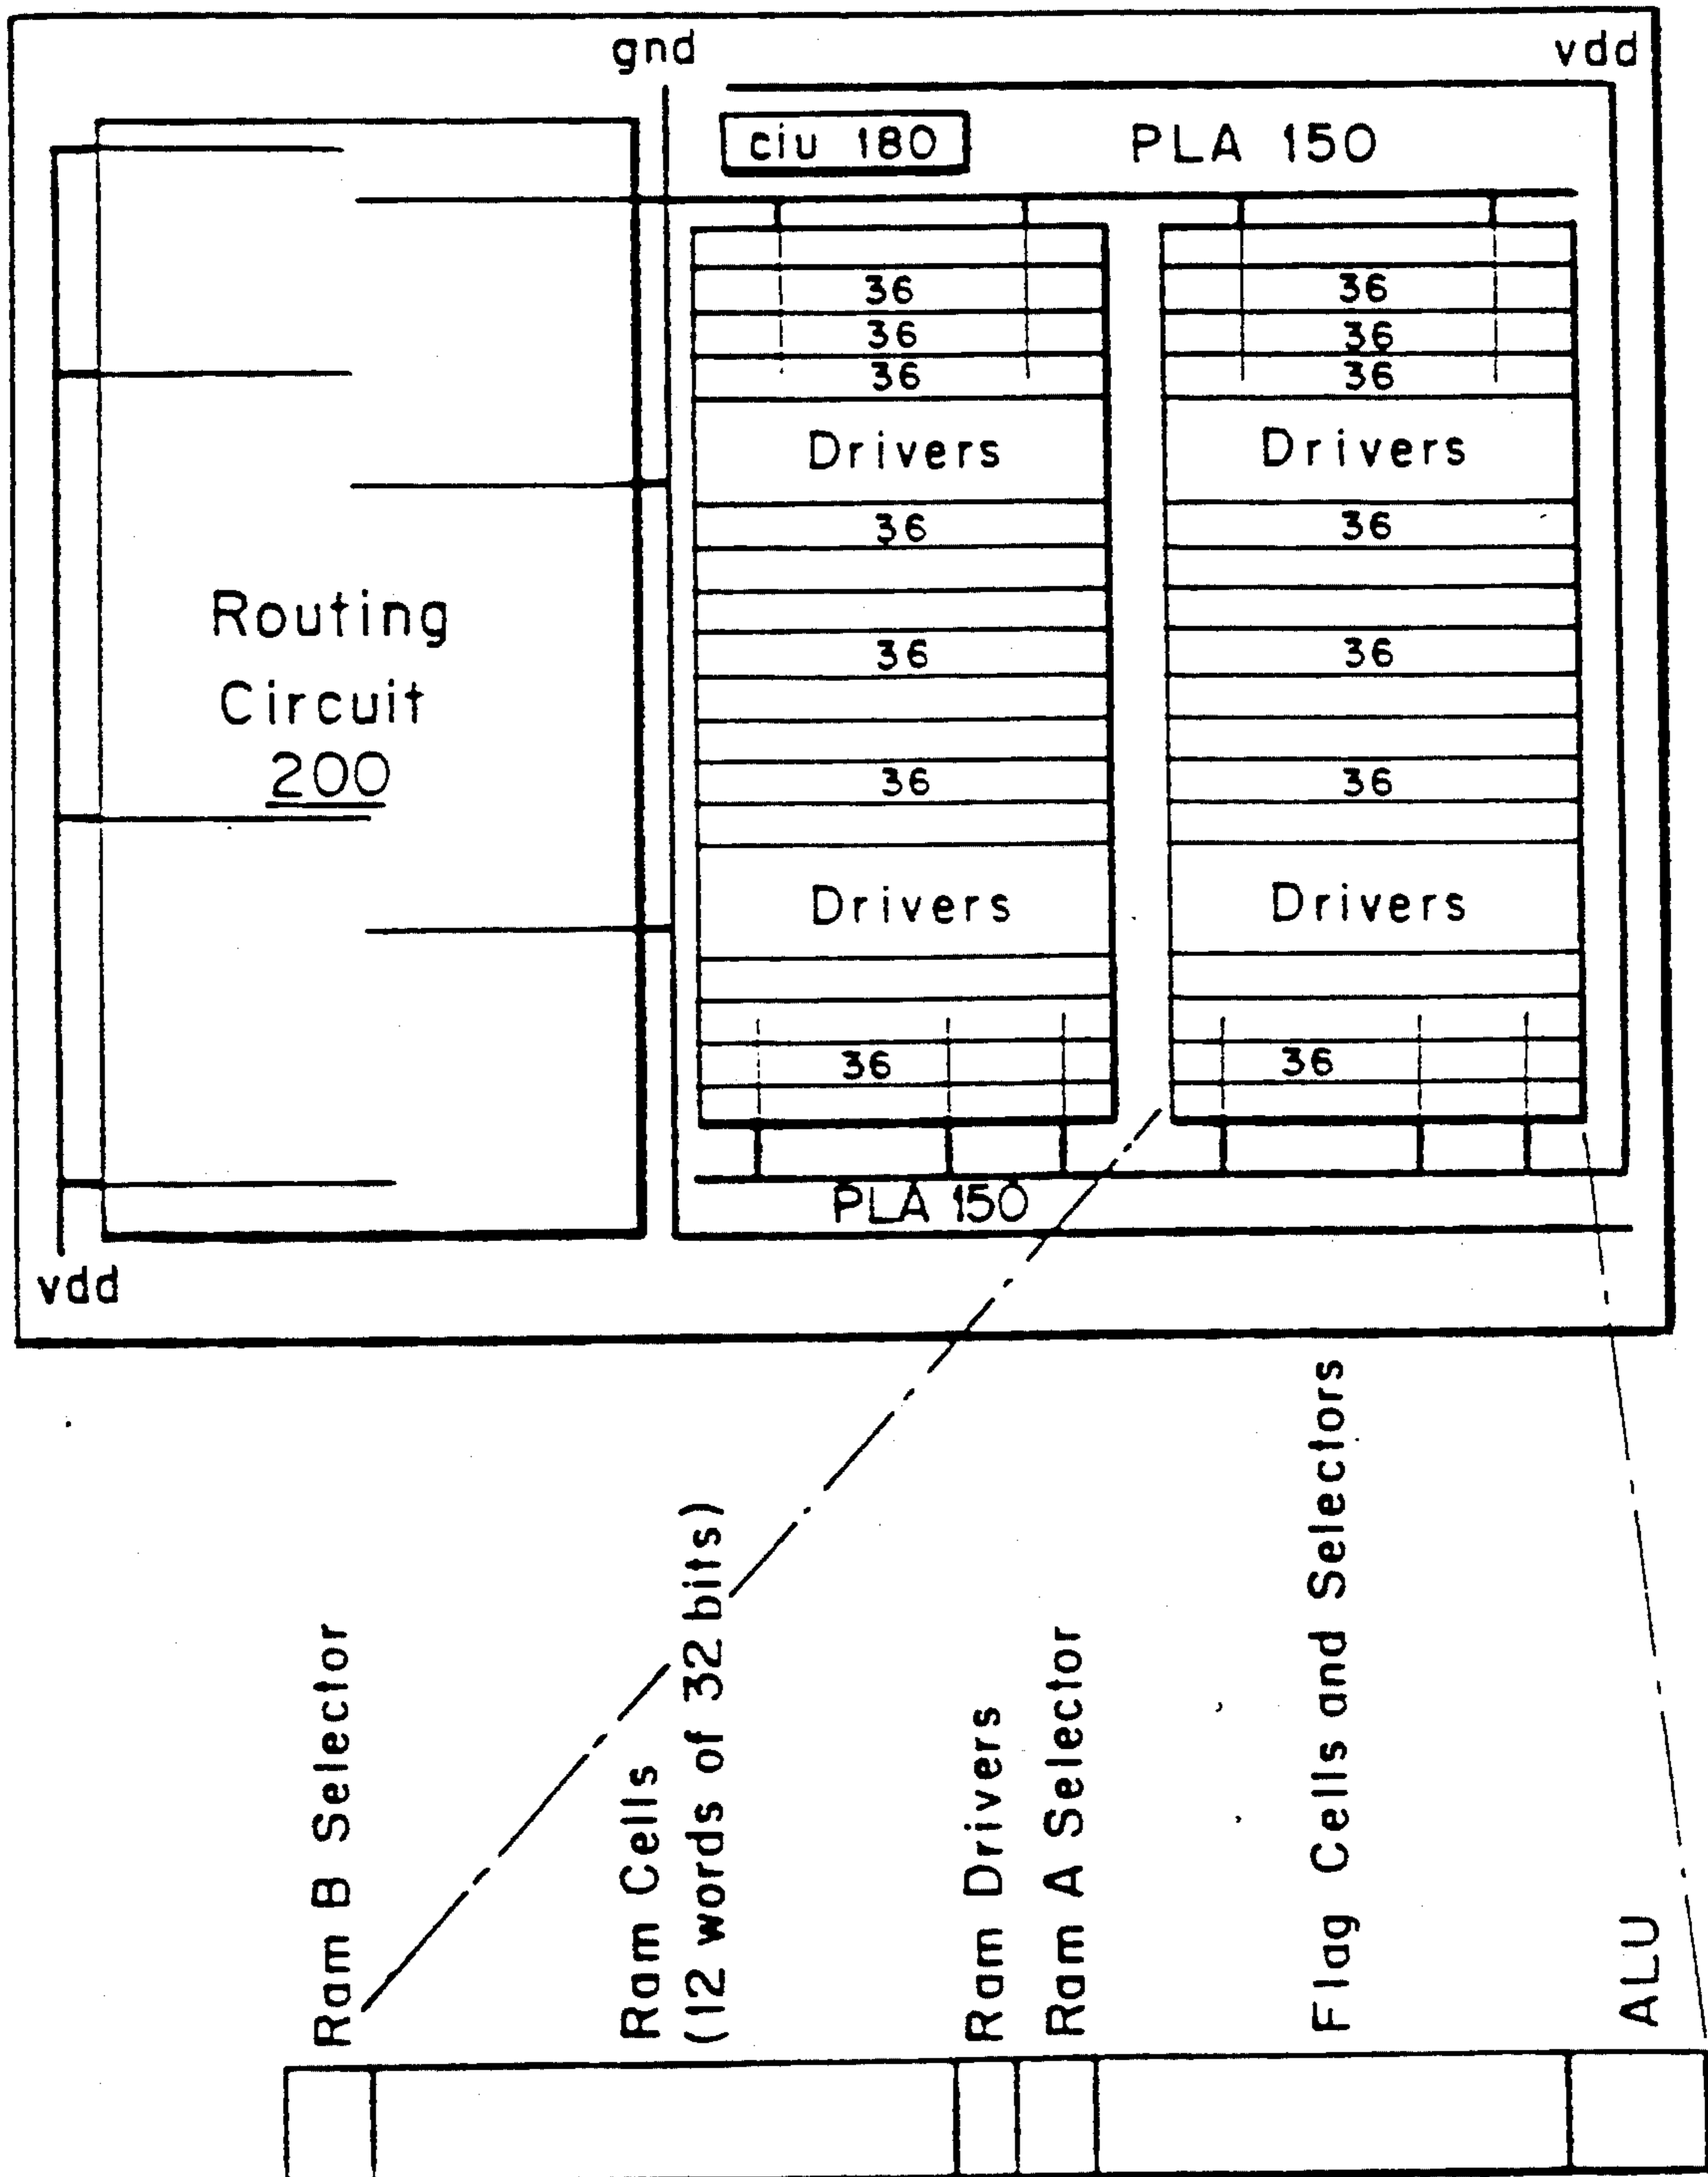 gnd
vdd
ciu 180
PLA 150
Routing
Circuit
200
36
36
36
Drivers
36
36
36
Drivers
36
36
36
36
Drivers
36
36
36
Drivers
36
PLA 150
vdd
Ram B Selector
Ram Cells
(12 words of 32 bits)
Ram Drivers
Ram A Selector
Flag Cells and Selectors
ALU